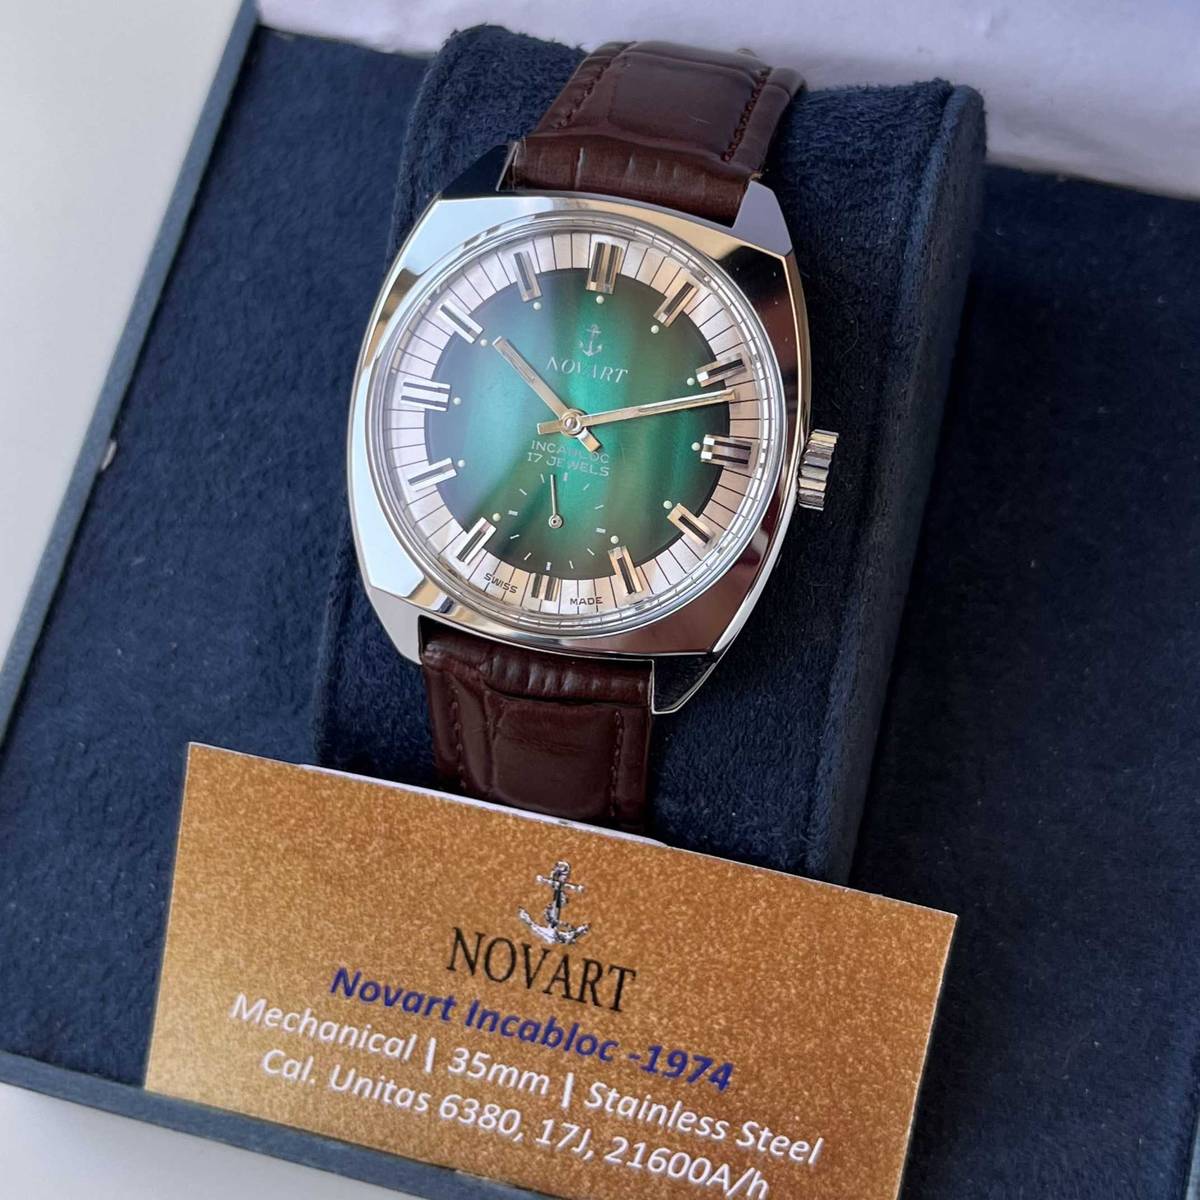 NOVART
INCABLOC
17 JEWELS
SWISS MADE
NOVART
Novart Incabloc -1974
Mechanical | 35mm | Stainless Steel
Cal. Unitas 6380, 17J, 21600A/h